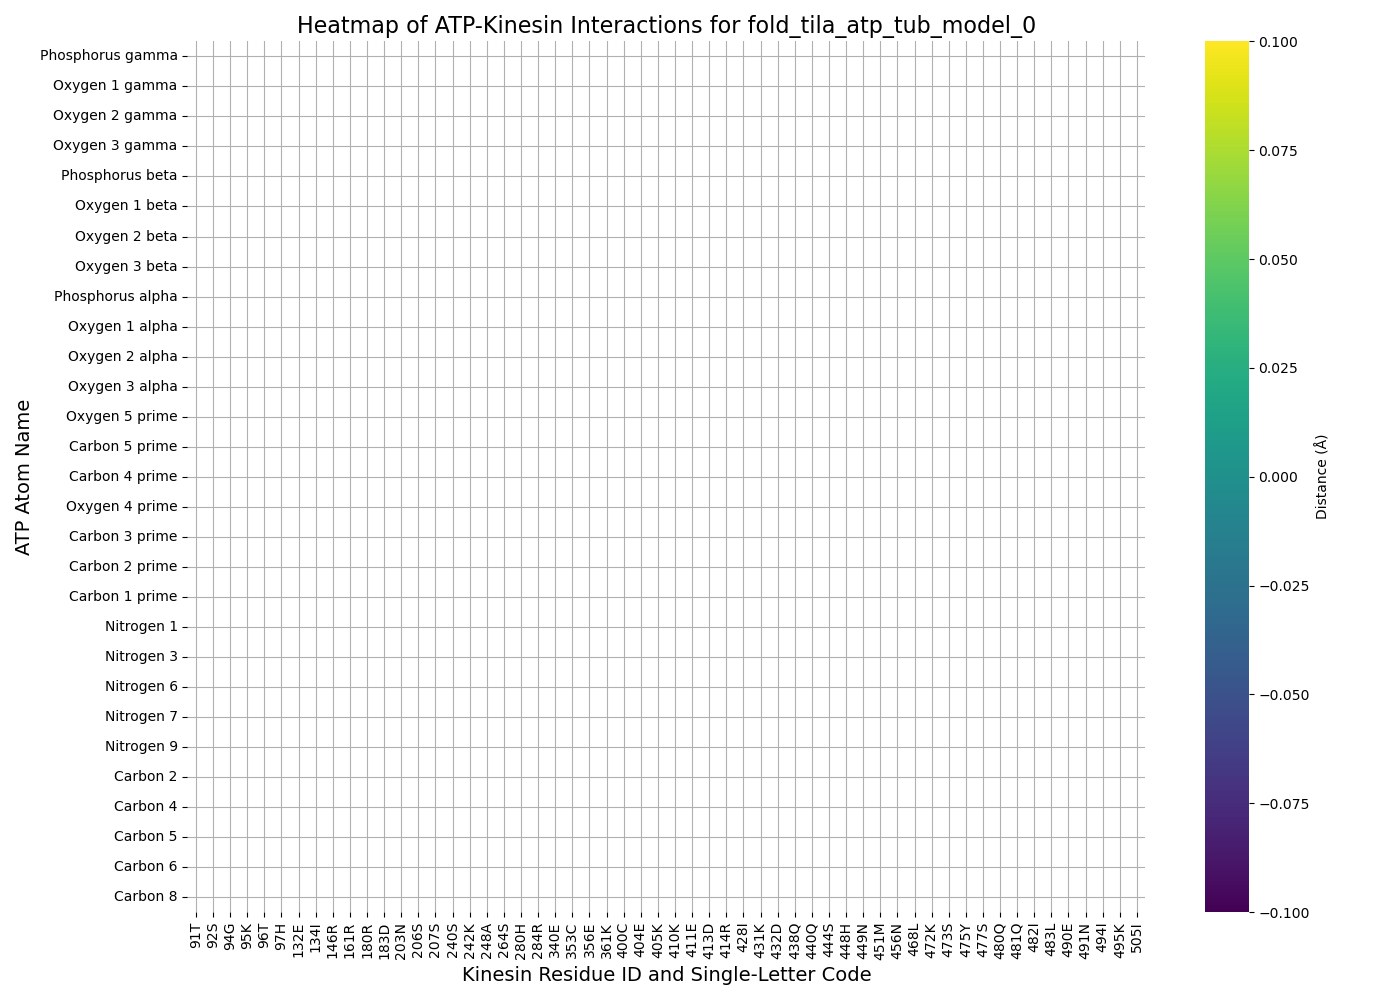 Heatmap of ATP-Kinesin Interactions for fold_tila_atp_tub_model_0
ATP Atom Name
Phosphorus gamma
Oxygen 1 gamma
Oxygen 2 gamma
Oxygen 3 gamma
Phosphorus beta
Oxygen 1 beta
Oxygen 2 beta
Oxygen 3 beta
Phosphorus alpha
Oxygen 1 alpha
Oxygen 2 alpha
Oxygen 3 alpha
Oxygen 5 prime
Carbon 5 prime
Carbon 4 prime
Oxygen 4 prime
Carbon 3 prime
Carbon 2 prime
Carbon 1 prime
Nitrogen 1
Nitrogen 3
Nitrogen 6
Nitrogen 7
Nitrogen 9
Carbon 2
Carbon 4
Carbon 5
Carbon 6
Carbon 8
91T
92S
94G
95K
96T
97H
132E
134I
146R
161R
180R
183D
203N
206S
207S
240S
242K
248A
264S
280H
284R
340E
353C
356E
361K
400C
404E
405K
410K
411E
413D
414R
428I
431K
432D
438Q
440Q
444S
448H
449N
451M
456N
468L
472K
473S
475Y
477S
480Q
481Q
482I
483L
490E
491N
494I
495K
505I
Kinesin Residue ID and Single-Letter Code
0.100
0.075
0.050
0.025
0.000
−0.025
−0.050
−0.075
−0.100
Distance (Å)